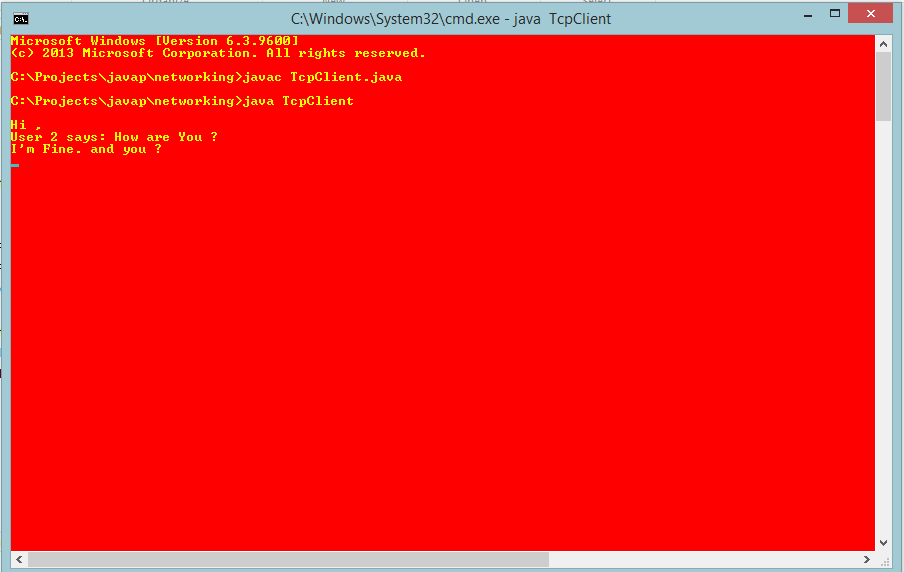 C:\Windows\System32\cmd.exe - java  TcpClient
Microsoft Windows [Version 6.3.9600]
(c) 2013 Microsoft Corporation. All rights reserved.
C:\Projects\javap\networking>javac TcpClient.java
C:\Projects\javap\networking>java TcpClient
Hi ,
User 2 says: How are You ?
I'm Fine. and you ?